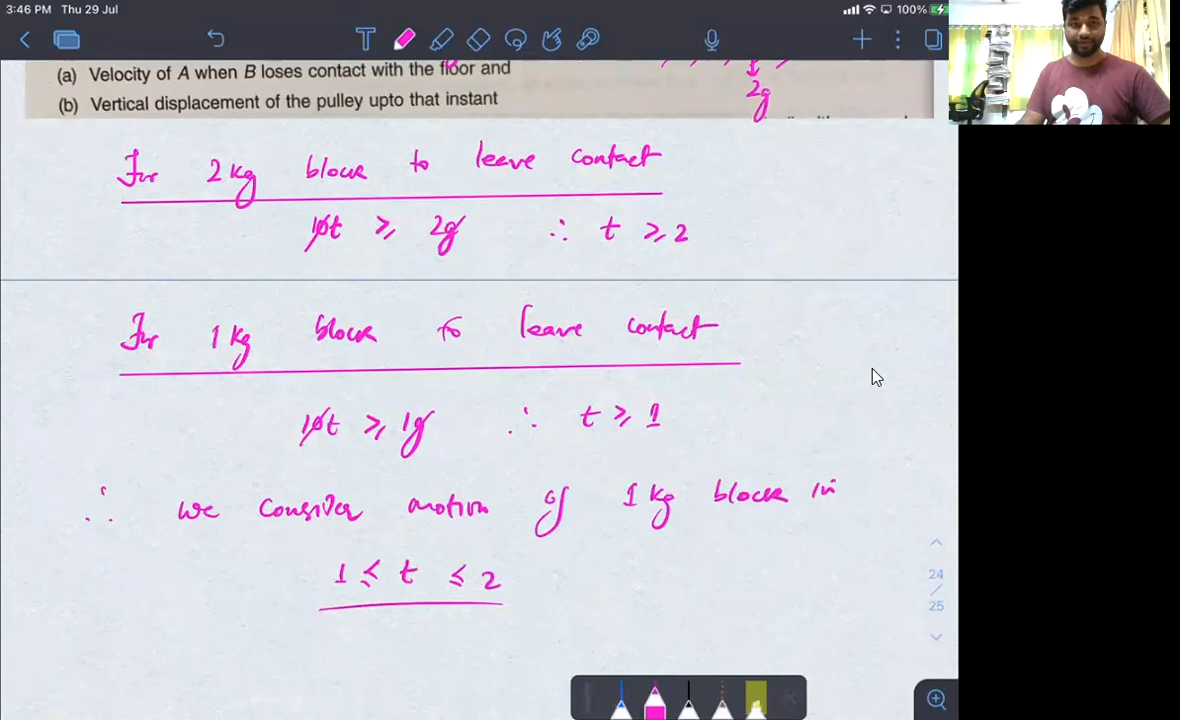 3:46 PM Thu 29 Jul
100%
T
(a) Velocity of A when B loses contact with the floor and
(b) Vertical displacement of the pulley upto that instant
2g
For 2 kg block to leave contact
10t ⩾ 2g ∴ t ⩾ 2
For 1 kg block to leave contact
10t ⩾ 1g ∴ t ⩾ 1
∴ we consider motion of 1 kg block in
1 ⩽ t ⩽ 2
24
/
25